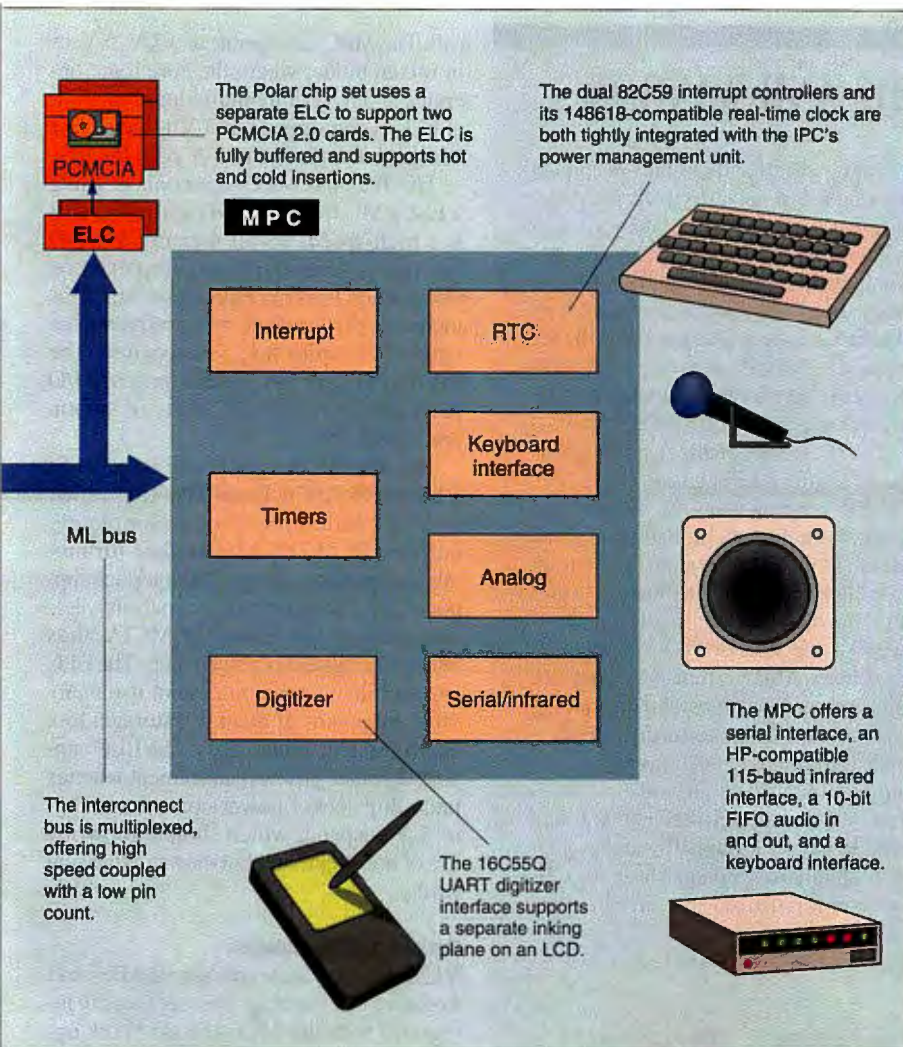 The Polar chip set uses a
separate ELC to support two
PCMCIA 2.0 cards. The ELC is
fully buffered and supports hot
and cold insertions.
The dual 82C59 interrupt controllers and
its 148618-compatible real-time clock are
both tightly integrated with the IPC's
power management unit.
PCMCIA
ELC
MPC
Interrupt
RTC
Keyboard
interface
Timers
Analog
Digitizer
Serial/infrared
ML bus
The interconnect
bus is multiplexed,
offering high
speed coupled
with a low pin
count.
The 16C55Q
UART digitizer
interface supports
a separate inking
plane on an LCD.
The MPC offers a
serial interface, an
HP-compatible
115-baud infrared
interface, a 10-bit
FIFO audio in
and out, and a
keyboard interface.